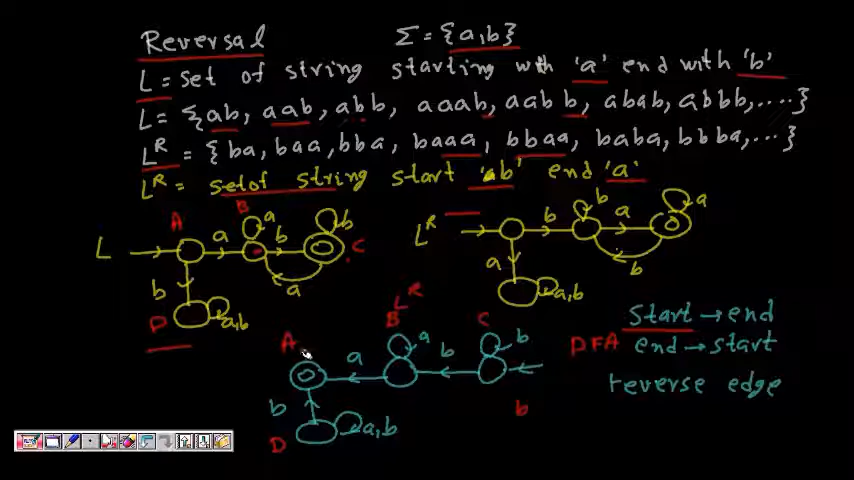 Reversal Σ = {a,b}
L = set of string starting with 'a' end with 'b'
L = {ab, aab, abb, aaab, aabb, abab, abbb, ....}
L^R = {ba, baa, bba, baaa, bbaa, baba, bbba, ...}
L^R = set of string start 'ab' end 'a'
A B b a
a b C
L a b a
b D a,b
L^R b b a a
a b a,b
L^R
A B a C b
a b
b D a,b
b
Start → end
DFA end → start
reverse edge